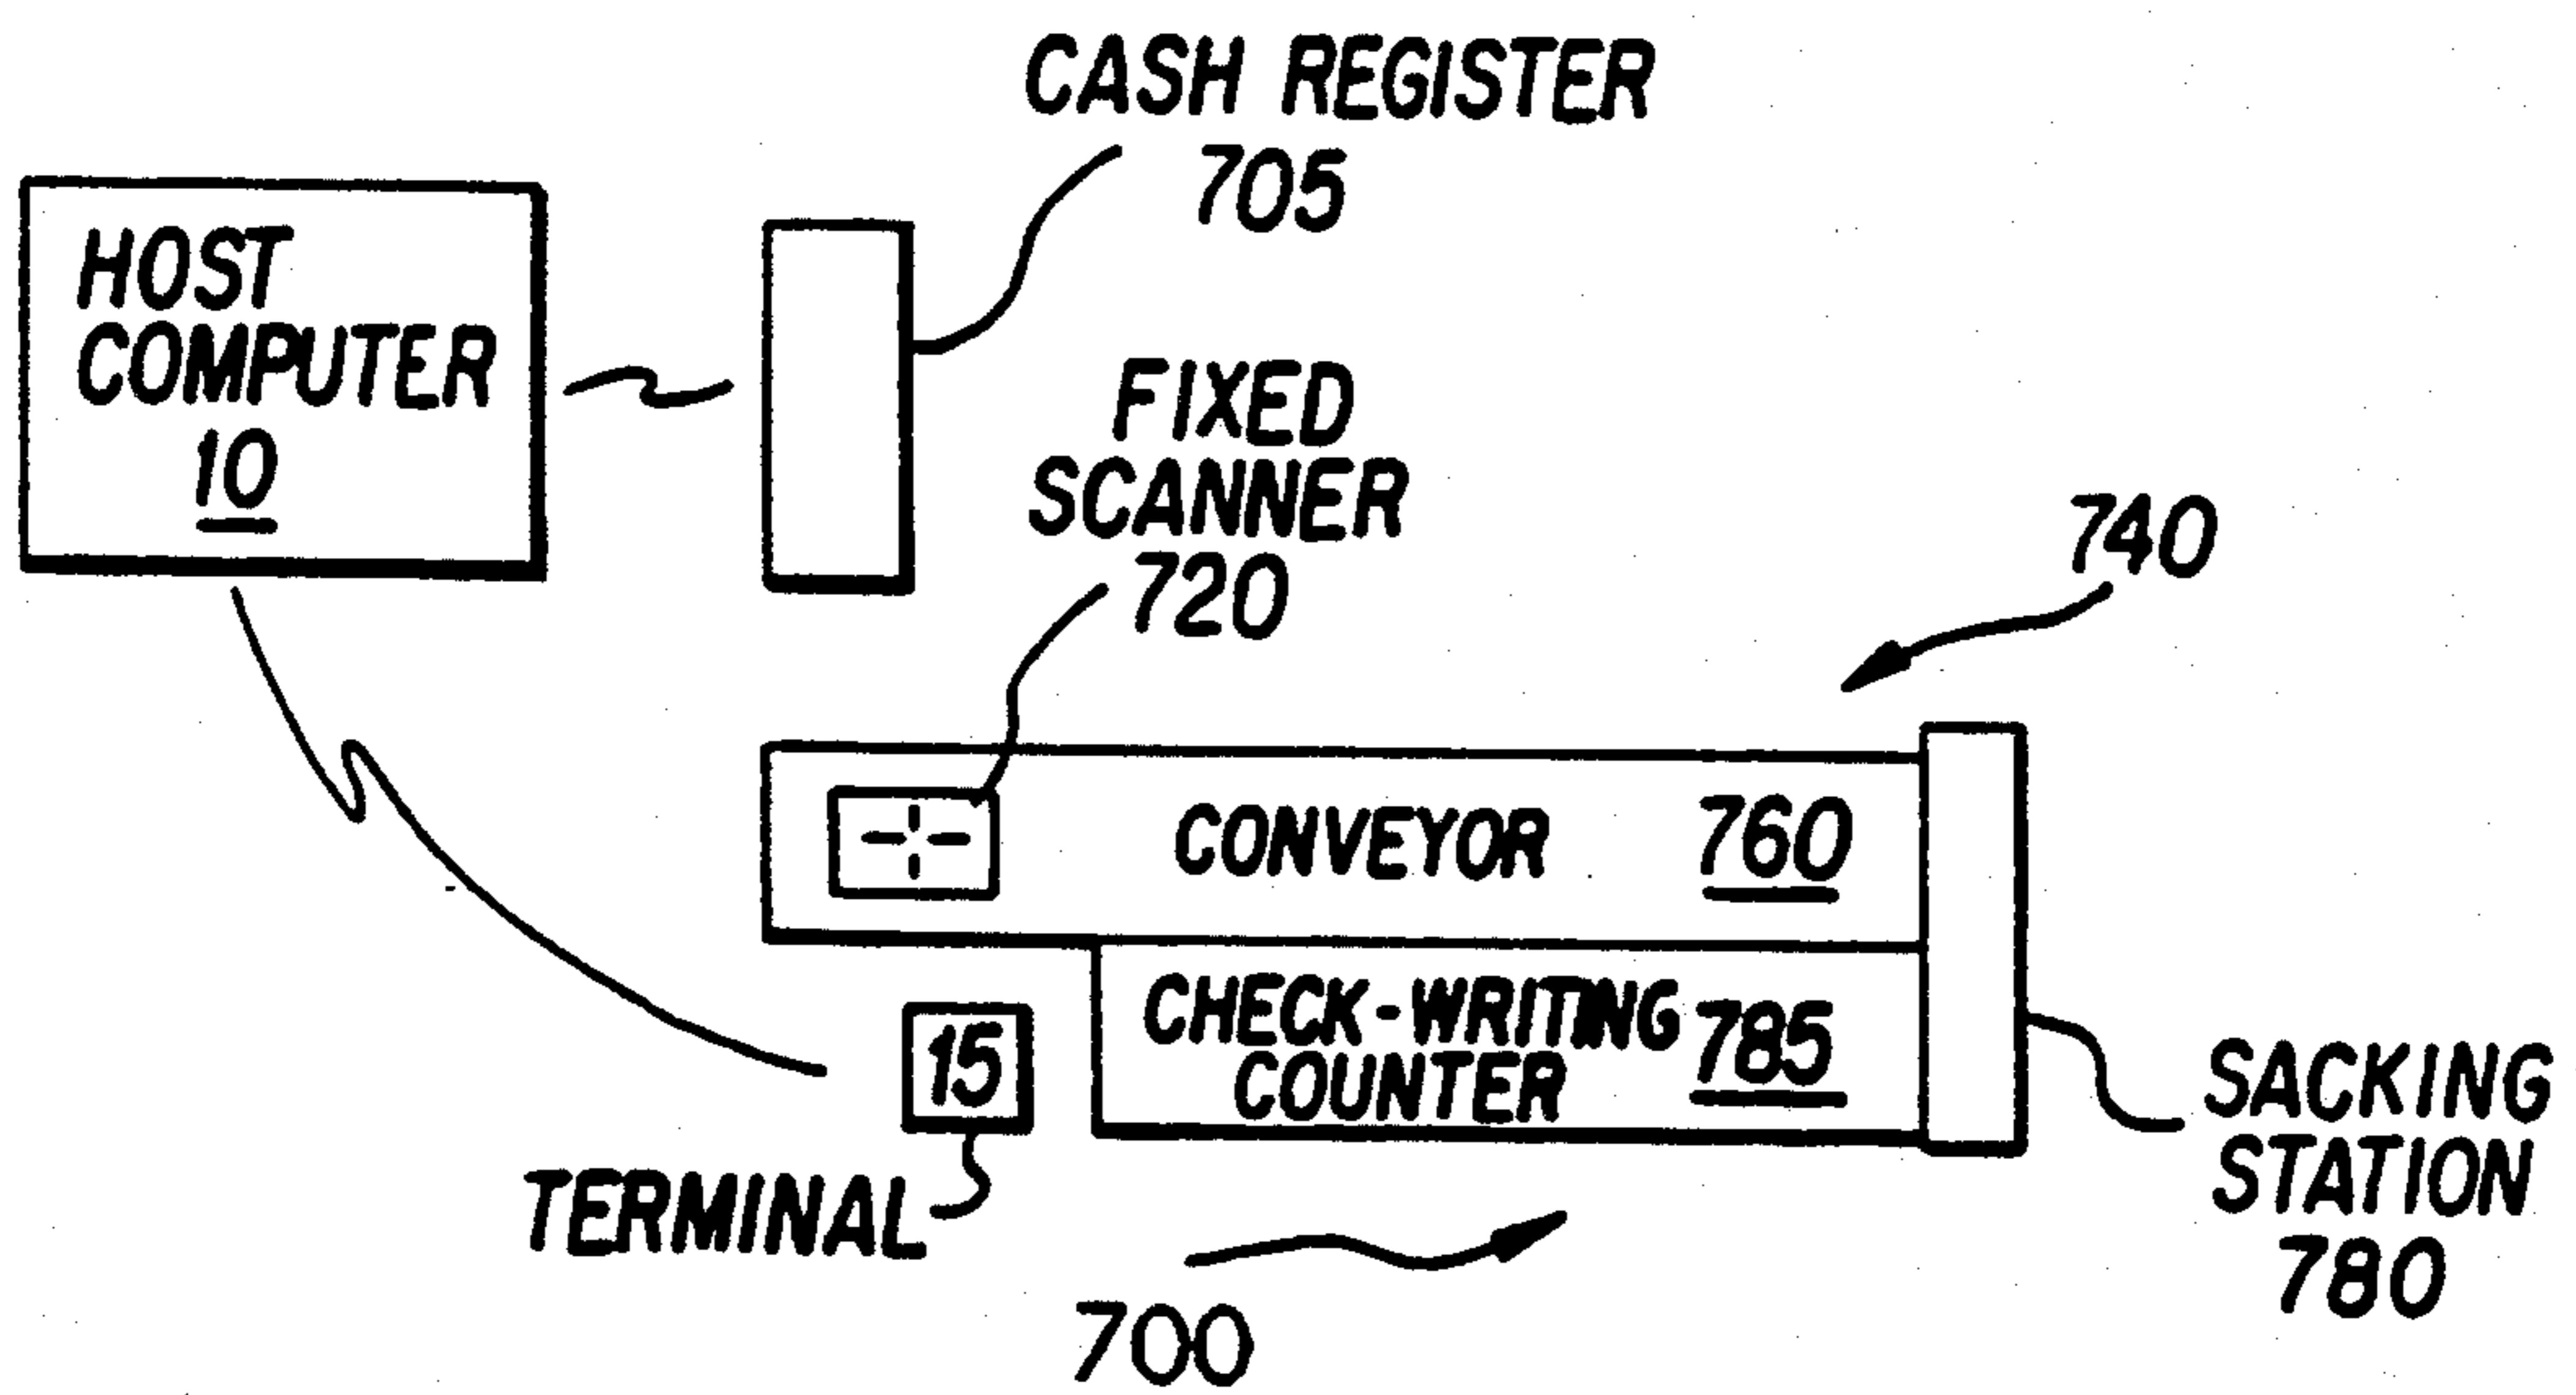 CASH REGISTER
705
HOST
COMPUTER
10
FIXED
SCANNER
720
740
CONVEYOR 760
CHECK-WRITING 785
COUNTER
15
TERMINAL
SACKING
STATION
780
700